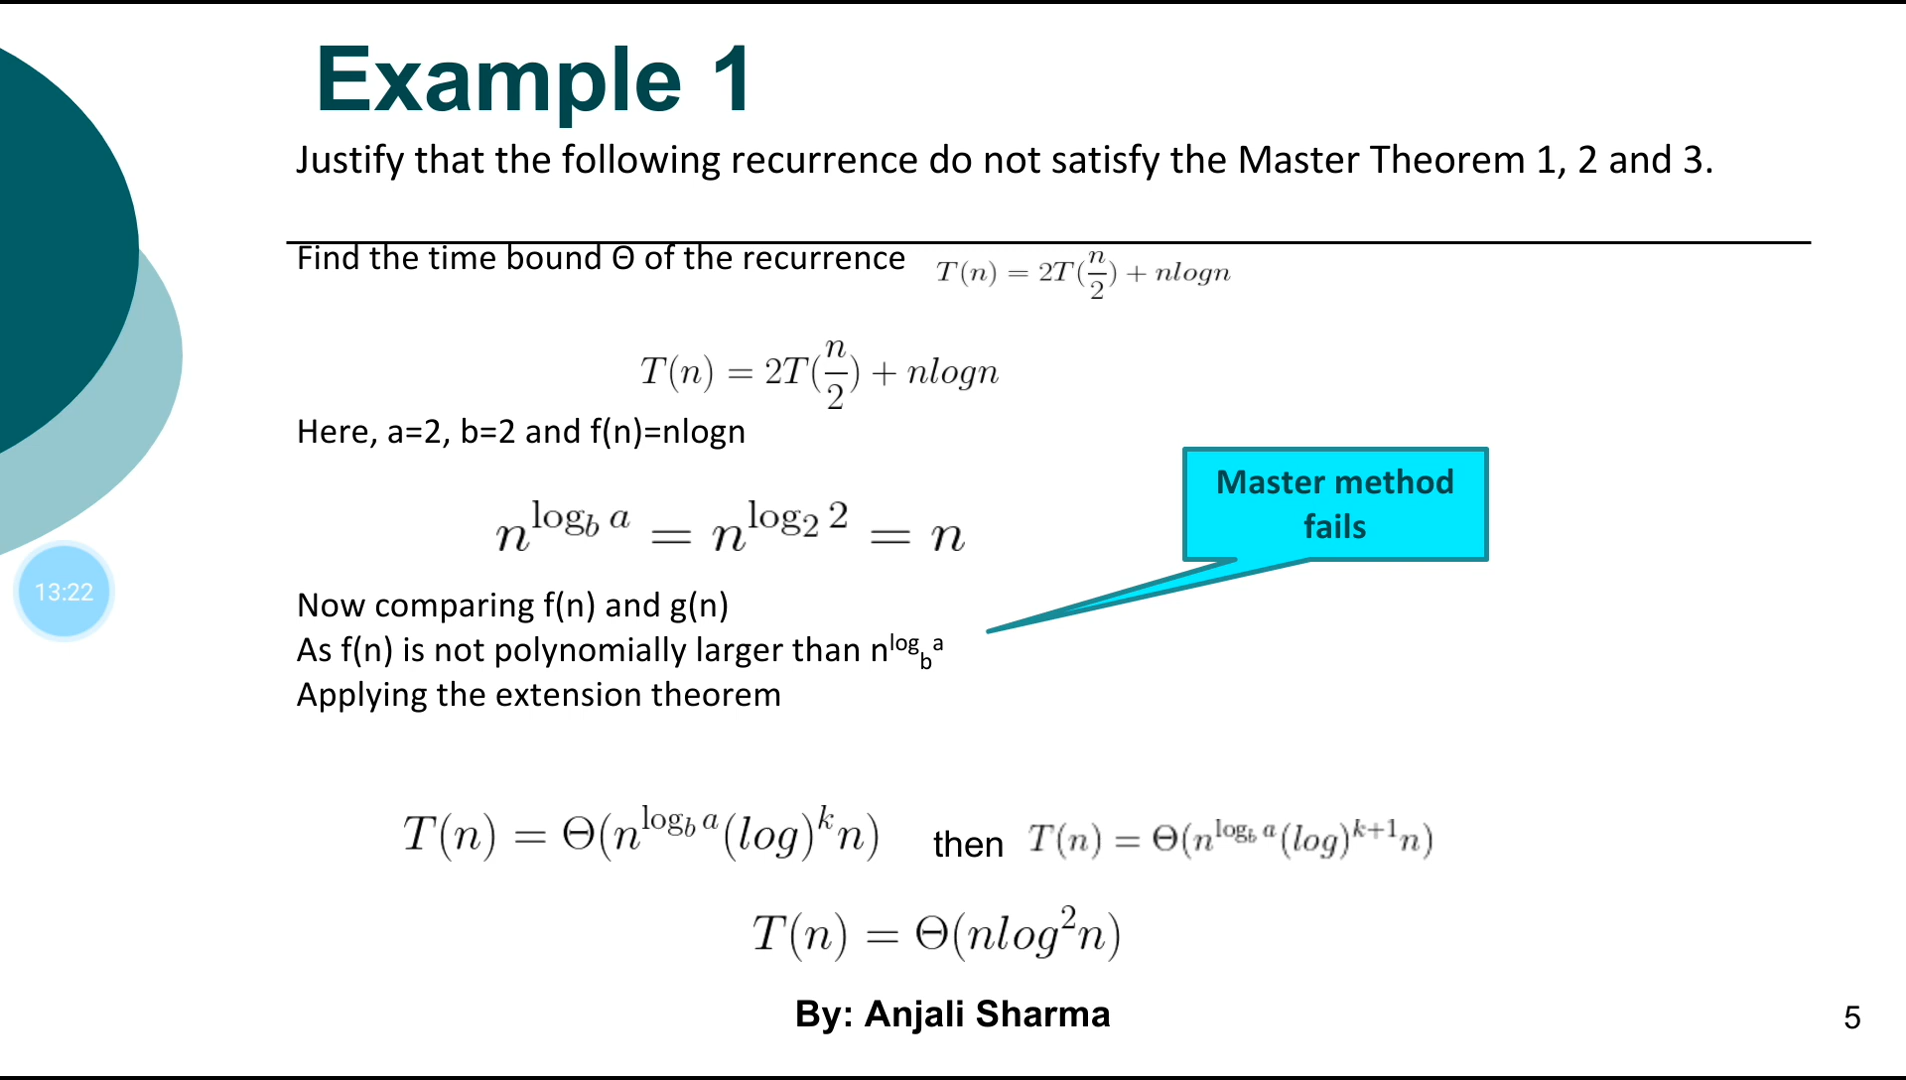 Example 1
Justify that the following recurrence do not satisfy the Master Theorem 1, 2 and 3.
Find the time bound Θ of the recurrence T(n) = 2T(n/2) + nlogn
T(n) = 2T(n/2) + nlogn
Here, a=2, b=2 and f(n)=nlogn
Master method
fails
n^{log_b a} = n^{log_2 2} = n
13:22
Now comparing f(n) and g(n)
As f(n) is not polynomially larger than n^{log_b a}
Applying the extension theorem
T(n) = Θ(n^{log_b a}(log)^k n) then T(n) = Θ(n^{log_b a}(log)^{k+1} n)
T(n) = Θ(nlog^2 n)
By: Anjali Sharma
5